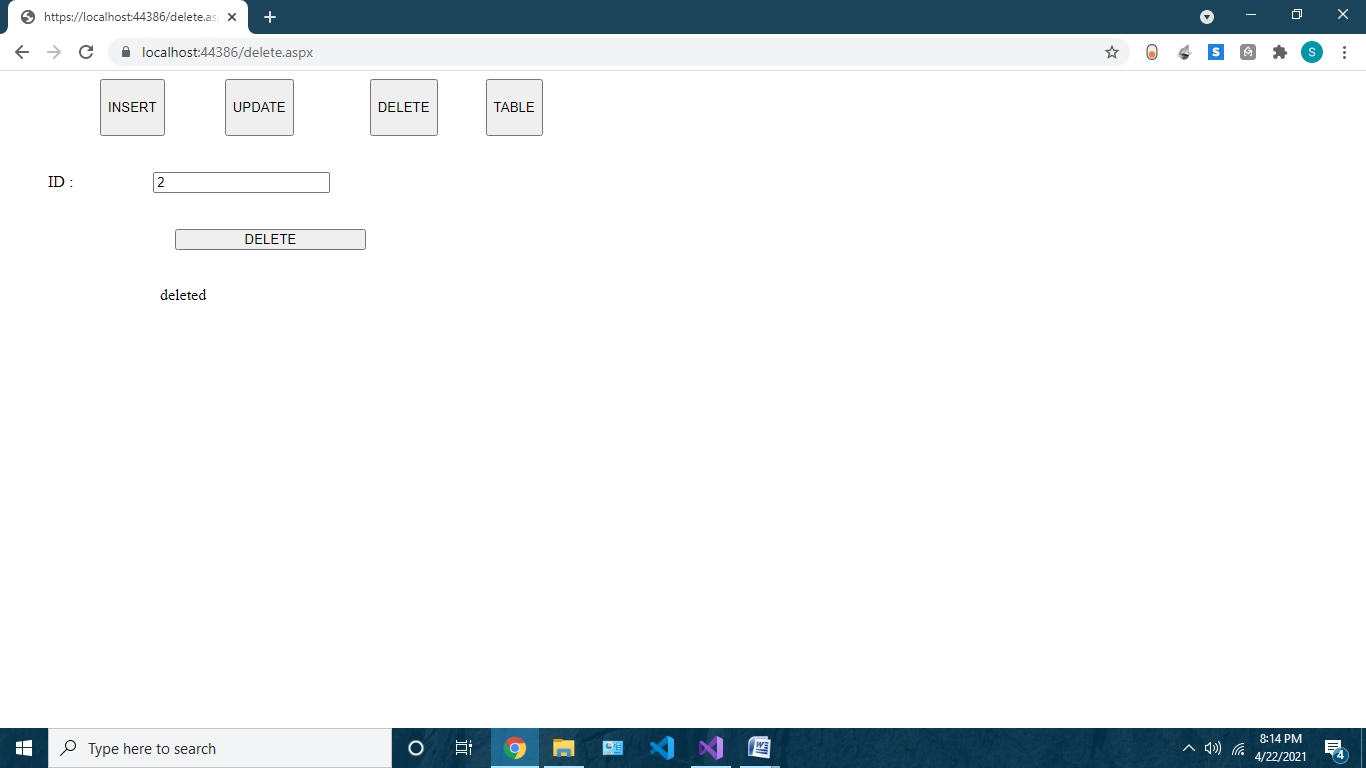 https://localhost:44386/delete.as
localhost:44386/delete.aspx
S
S
INSERT UPDATE DELETE TABLE
ID : 2
DELETE
deleted
Type here to search
8:14 PM
4/22/2021
4